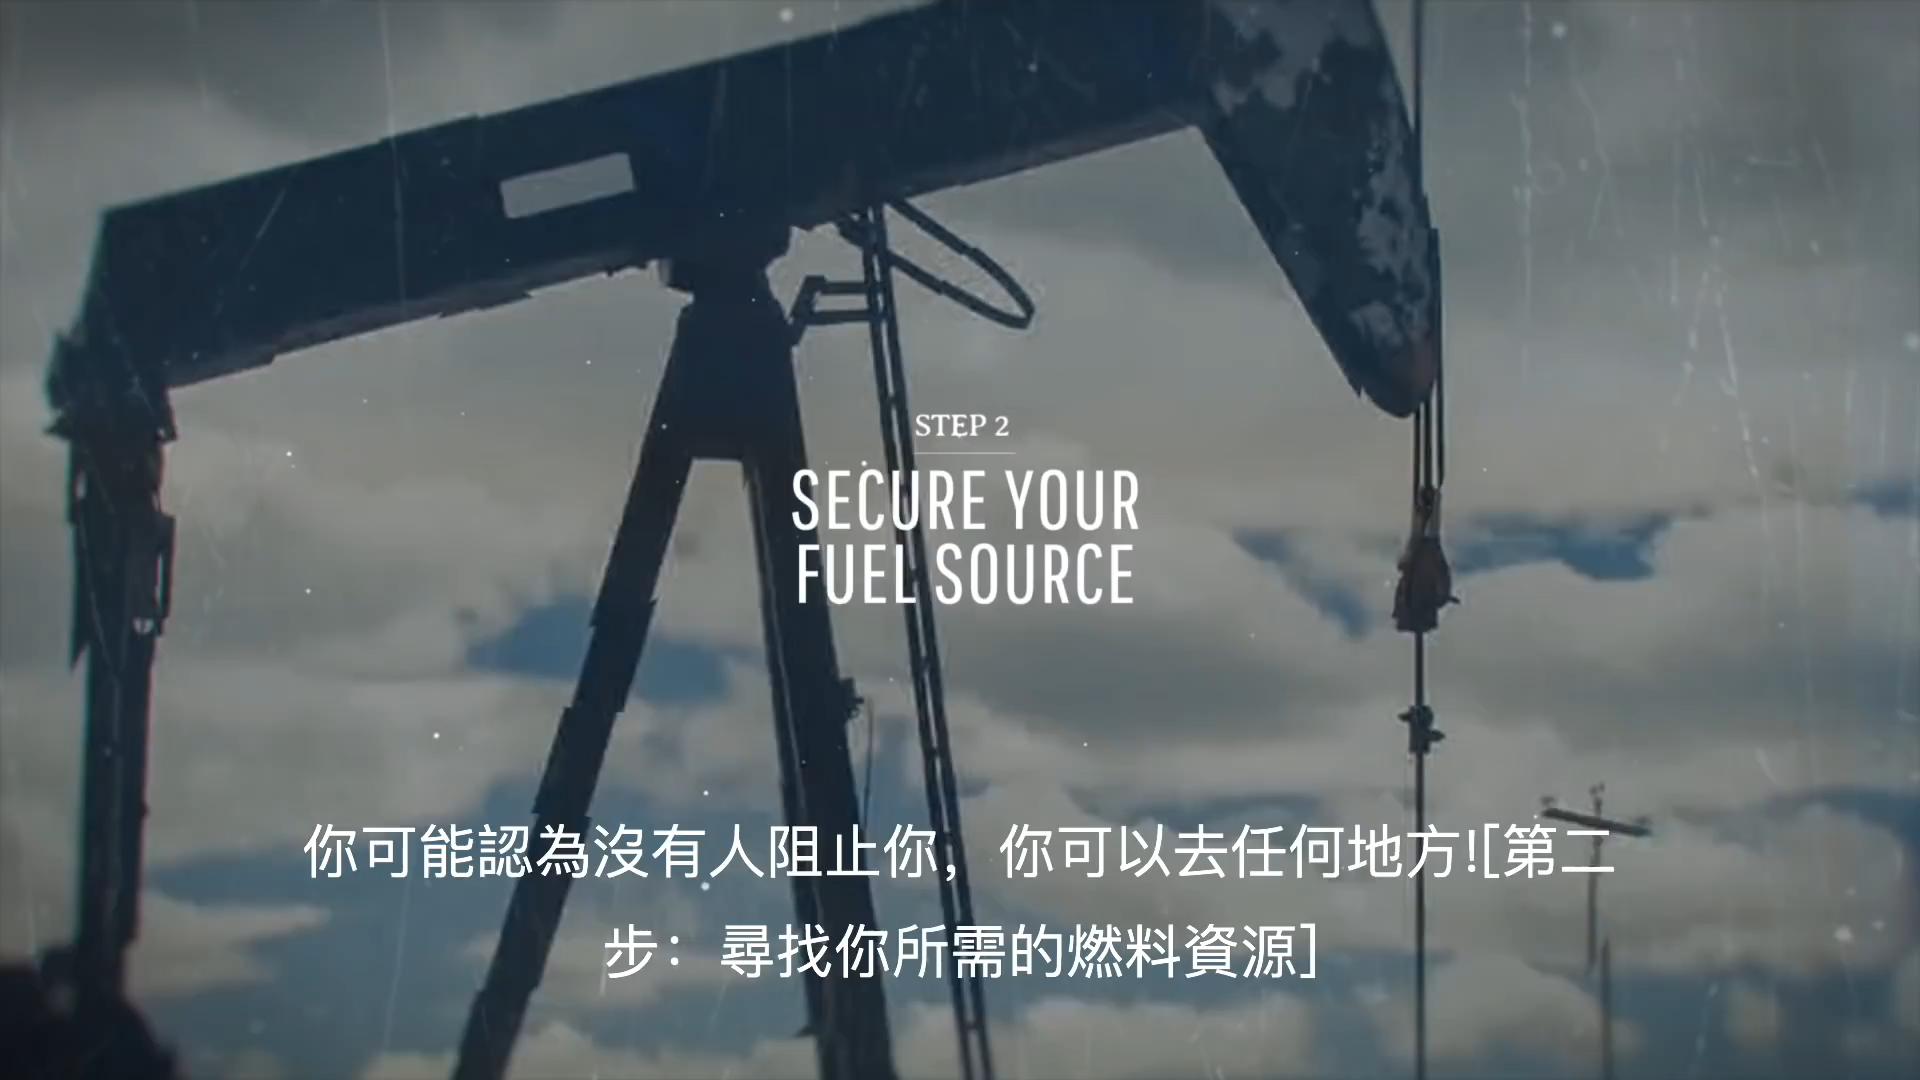 STEP 2
SECURE YOUR
FUEL SOURCE
你可能認為沒有人阻止你，你可以去任何地方![第二
步：尋找你所需的燃料資源]